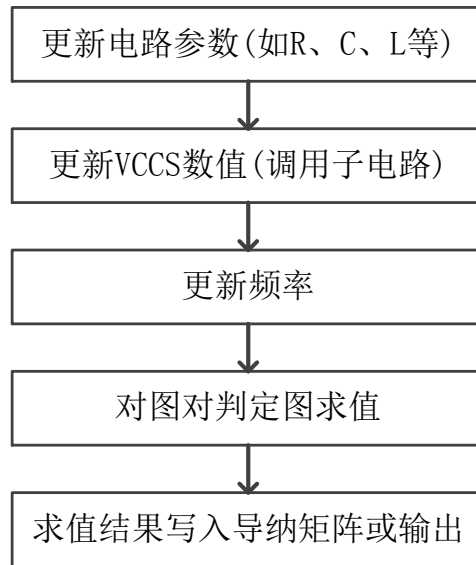 更新电路参数(如R、C、L等)
更新VCCS数值(调用子电路)
更新频率
对图对判定图求值
求值结果写入导纳矩阵或输出